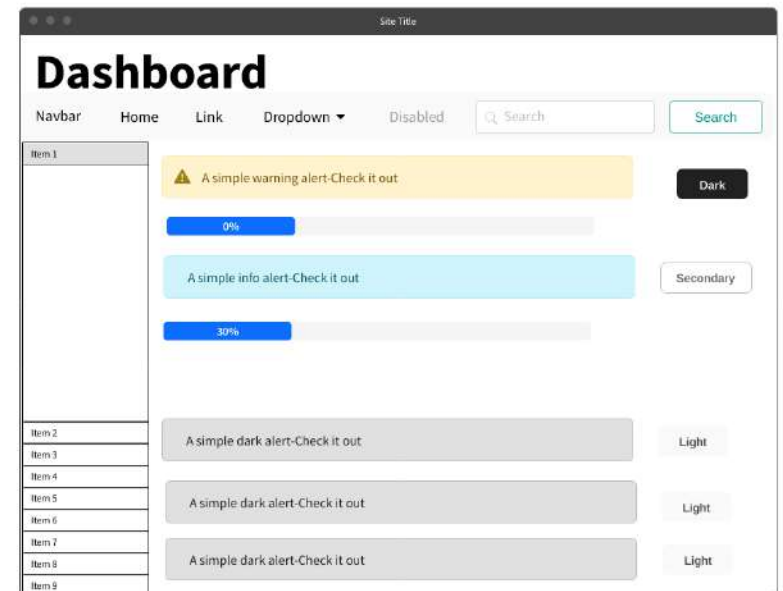 Site Title
Dashboard
Navbar Home Link Dropdown Disabled Search Search
Item 1
A simple warning alert-Check it out
Dark
0%
A simple info alert-Check it out
Secondary
30%
Item 2
A simple dark alert-Check it out
Light
Item 3
Item 4
Item 5
A simple dark alert-Check it out
Light
Item 6
Item 7
Item 8
A simple dark alert-Check it out
Light
Item 9